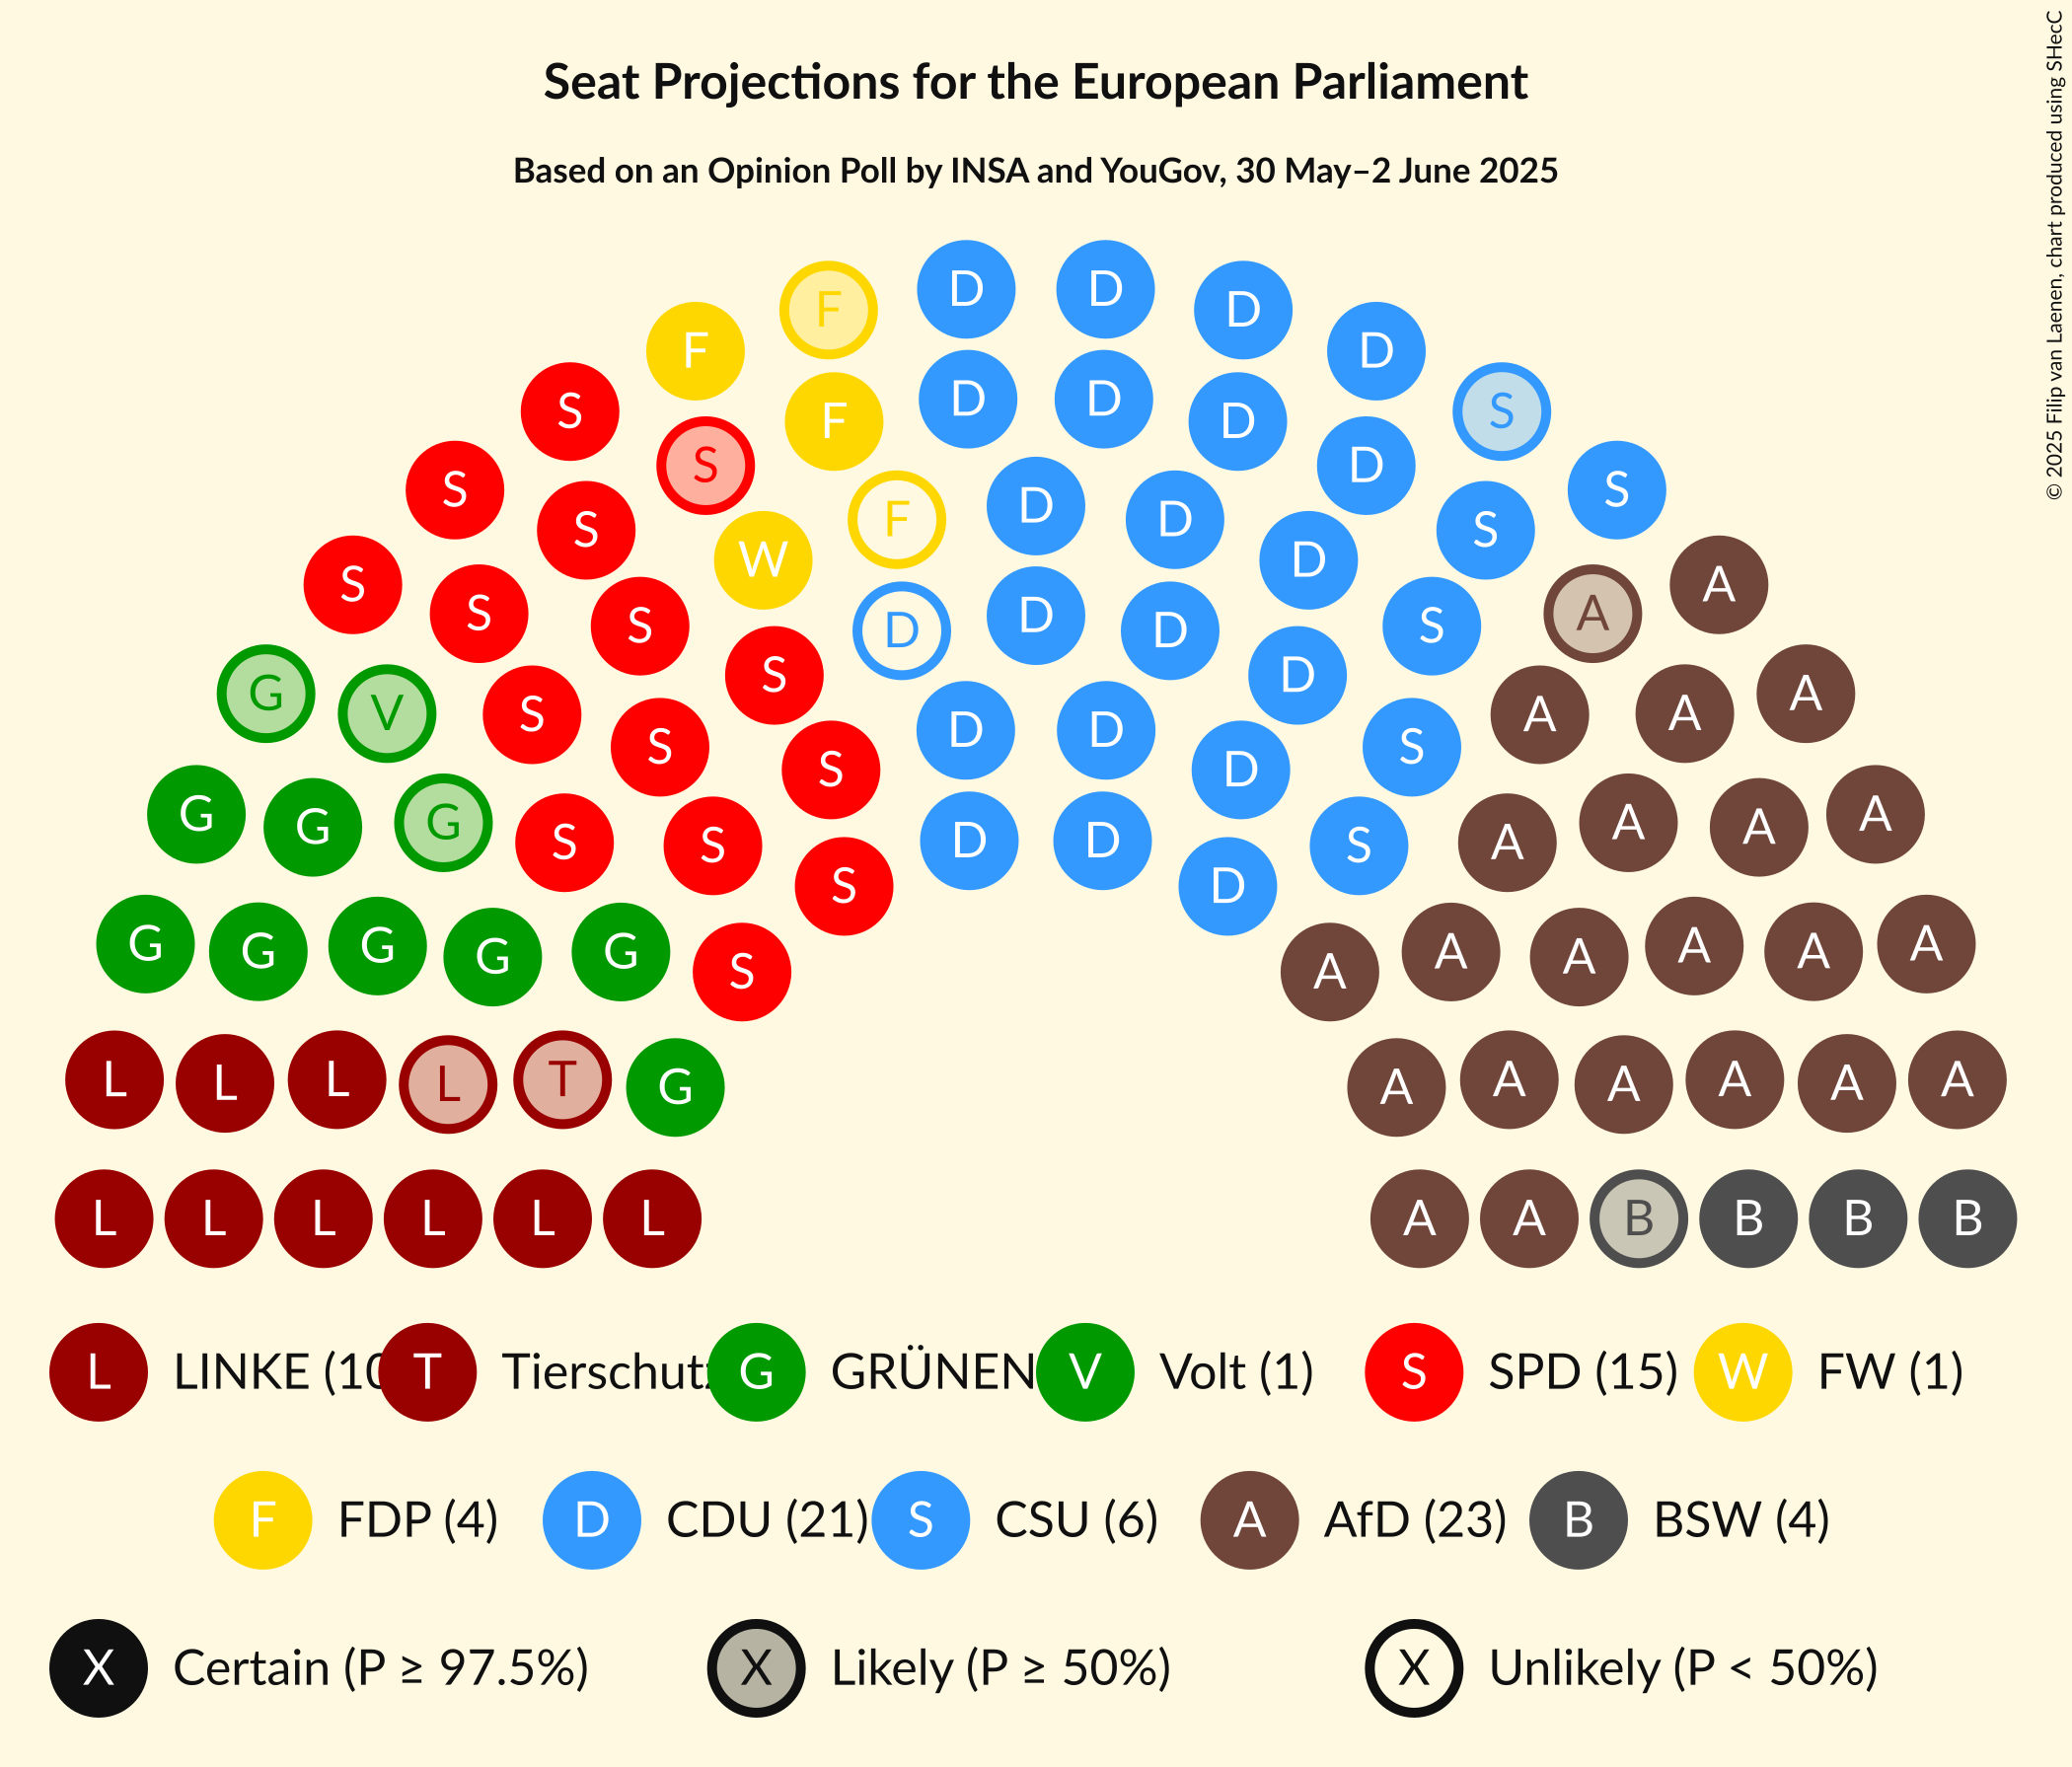 Seat Projections for the European Parliament
Based on an Opinion Poll by INSA and YouGov, 30 May–2 June 2025
© 2025 Filip van Laenen, chart produced using SHecC
F D D D
F D
S F D D D S
S S D S
S F D D S
S W D A
S S D D D S A
G S D A
V S S D D S A A
S D
G G G S S D D S A A A A
S D
G G G G G S A A A A A A
L L L L T G A A A A A A
L L L L L L A A B B B B
L LINKE (10 T Tierschutz G GRÜNEN V Volt (1) S SPD (15) W FW (1)
F FDP (4) D CDU (21) S CSU (6) A AfD (23) B BSW (4)
X Certain (P ≥ 97.5%) X Likely (P ≥ 50%) X Unlikely (P < 50%)